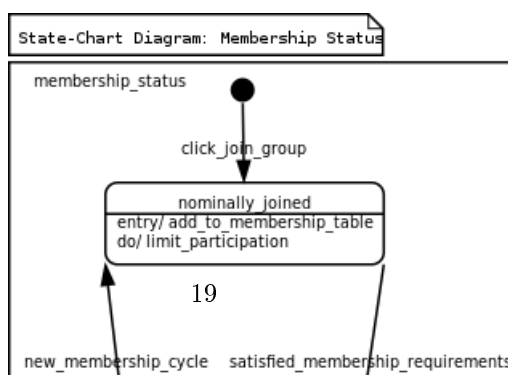 State-Chart Diagram: Membership Status
membership_status
click_join_group
nominally_joined
entry/ add_to_membership_table
do/ limit_participation
19
new_membership_cycle satisfied_membership_requirements